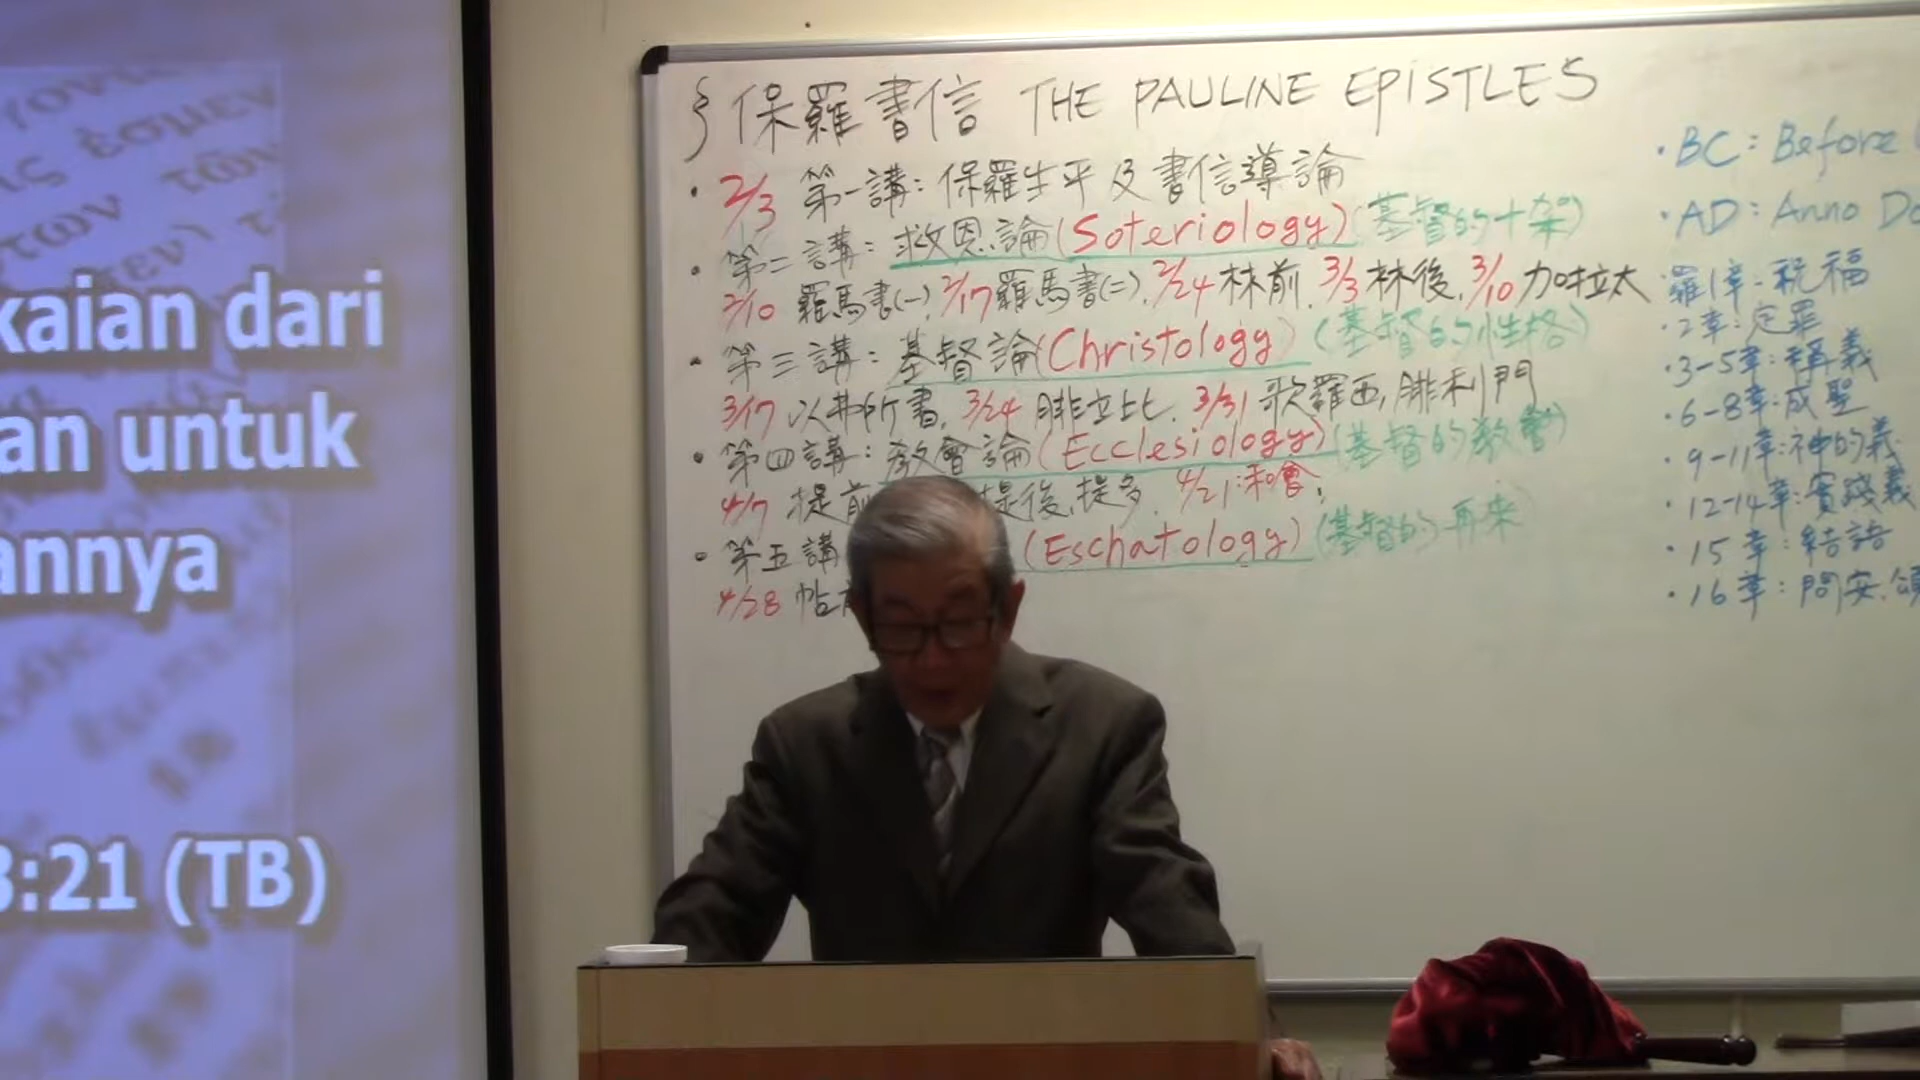 kaian dari
an untuk
annya
3:21 (TB)
§ 保羅書信 THE PAULINE EPISTLES
• 2/3 第一講: 保羅生平及書信導論
• 第二講: 救恩論(Soteriology)(基督的十架)
2/10 羅馬書(一), 2/17 羅馬書(二), 2/24 林前, 3/3 林後, 3/10 加拉太
• 第三講: 基督論(Christology)(基督的性格)
3/17 以弗所書, 3/24 腓立比, 3/31 歌羅西, 腓利門
• 第四講: 教會論(Ecclesiology)(基督的教會)
4/7 提前 提後, 提多. 4/21:
• 第五講 (Eschatology)(基督的再來)
4/28 帖前
• BC: Before
• AD: Anno Do
• 羅1章: 祝福
• 2章: 定罪
• 3-5章: 稱義
• 6-8章: 成聖
• 9-11章: 神的義
• 12-14章: 實踐義
• 15章: 結語
• 16章: 問安, 頌